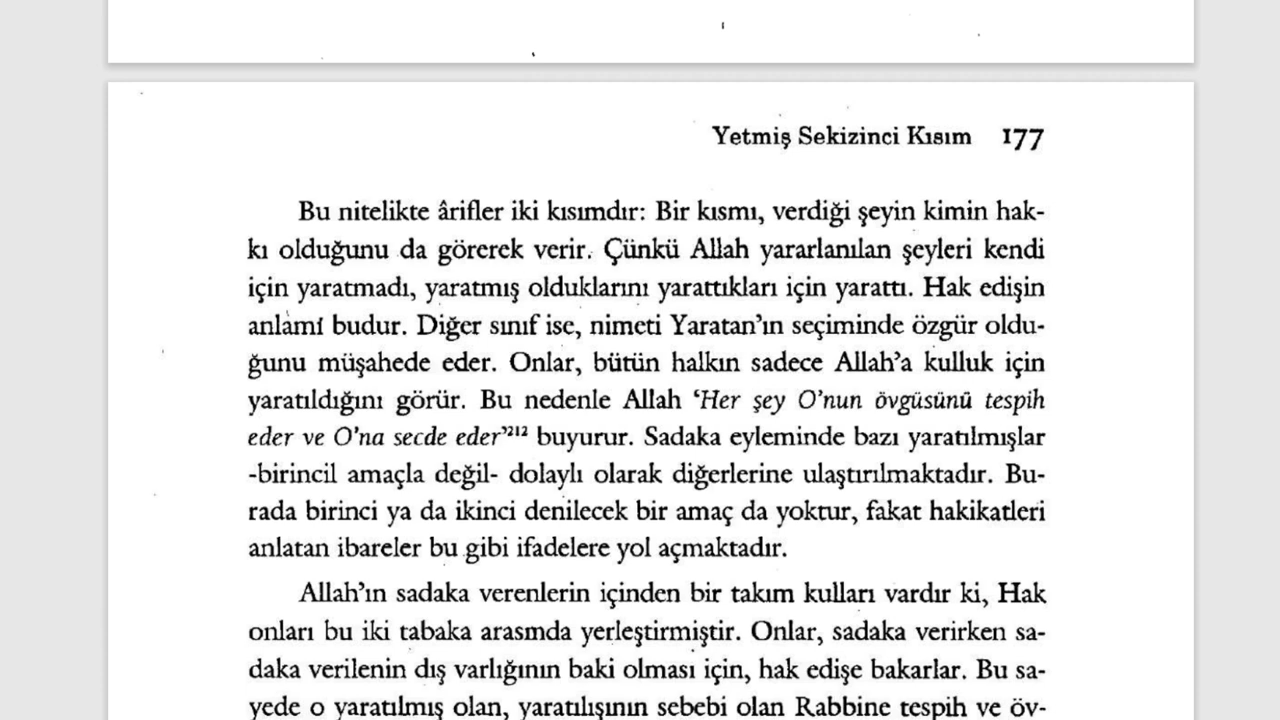 Yetmiş Sekizinci Kısım 177
Bu nitelikte ârifler iki kısımdır: Bir kısmı, verdiği şeyin kimin hak-
kı olduğunu da görerek verir. Çünkü Allah yararlanılan şeyleri kendi
için yaratmadı, yaratmış olduklarını yarattıkları için yarattı. Hak edişin
anlamı budur. Diğer sınıf ise, nimeti Yaratan'ın seçiminde özgür oldu-
ğunu müşahede eder. Onlar, bütün halkın sadece Allah'a kulluk için
yaratıldığını görür. Bu nedenle Allah 'Her şey O'nun övgüsünü tespih
eder ve O'na secde eder'²¹² buyurur. Sadaka eyleminde bazı yaratılmışlar
-birincil amaçla değil- dolaylı olarak diğerlerine ulaştırılmaktadır. Bu-
rada birinci ya da ikinci denilecek bir amaç da yoktur, fakat hakikatleri
anlatan ibareler bu gibi ifadelere yol açmaktadır.
Allah'ın sadaka verenlerin içinden bir takım kulları vardır ki, Hak
onları bu iki tabaka arasmda yerleştirmiştir. Onlar, sadaka verirken sa-
daka verilenin dış varlığının baki olması için, hak edişe bakarlar. Bu sa-
yede o yaratılmış olan, yaratılışının sebebi olan Rabbine tespih ve öv-